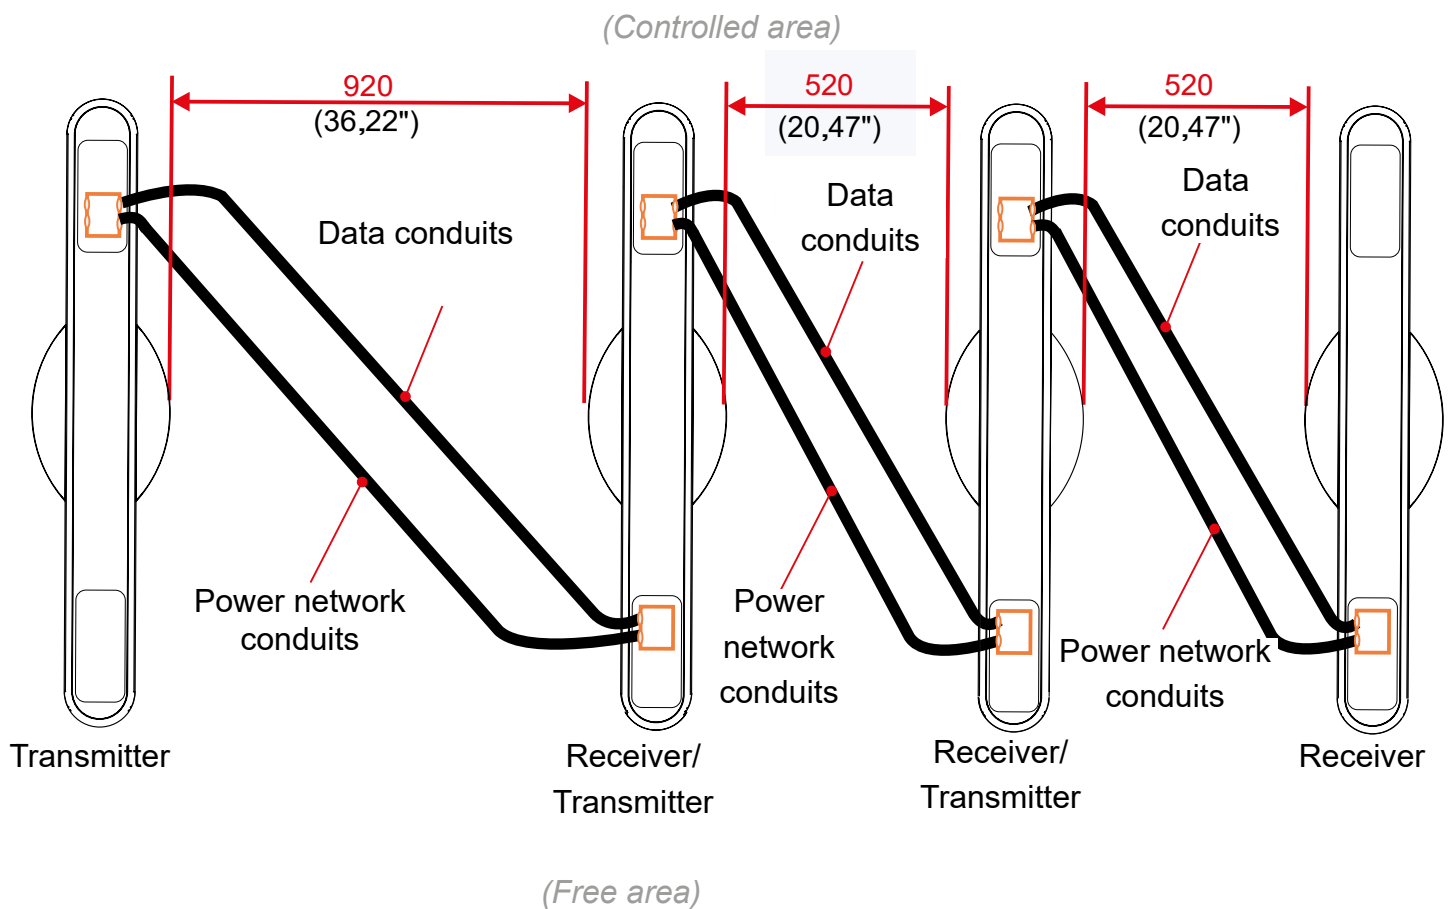 (Controlled area)
920
(36,22")
520
(20,47")
520
(20,47")
Data conduits
Data
conduits
Data
conduits
Power network
conduits
Power
network
conduits
Power network
conduits
Transmitter
Receiver/
Transmitter
Receiver/
Transmitter
Receiver
(Free area)